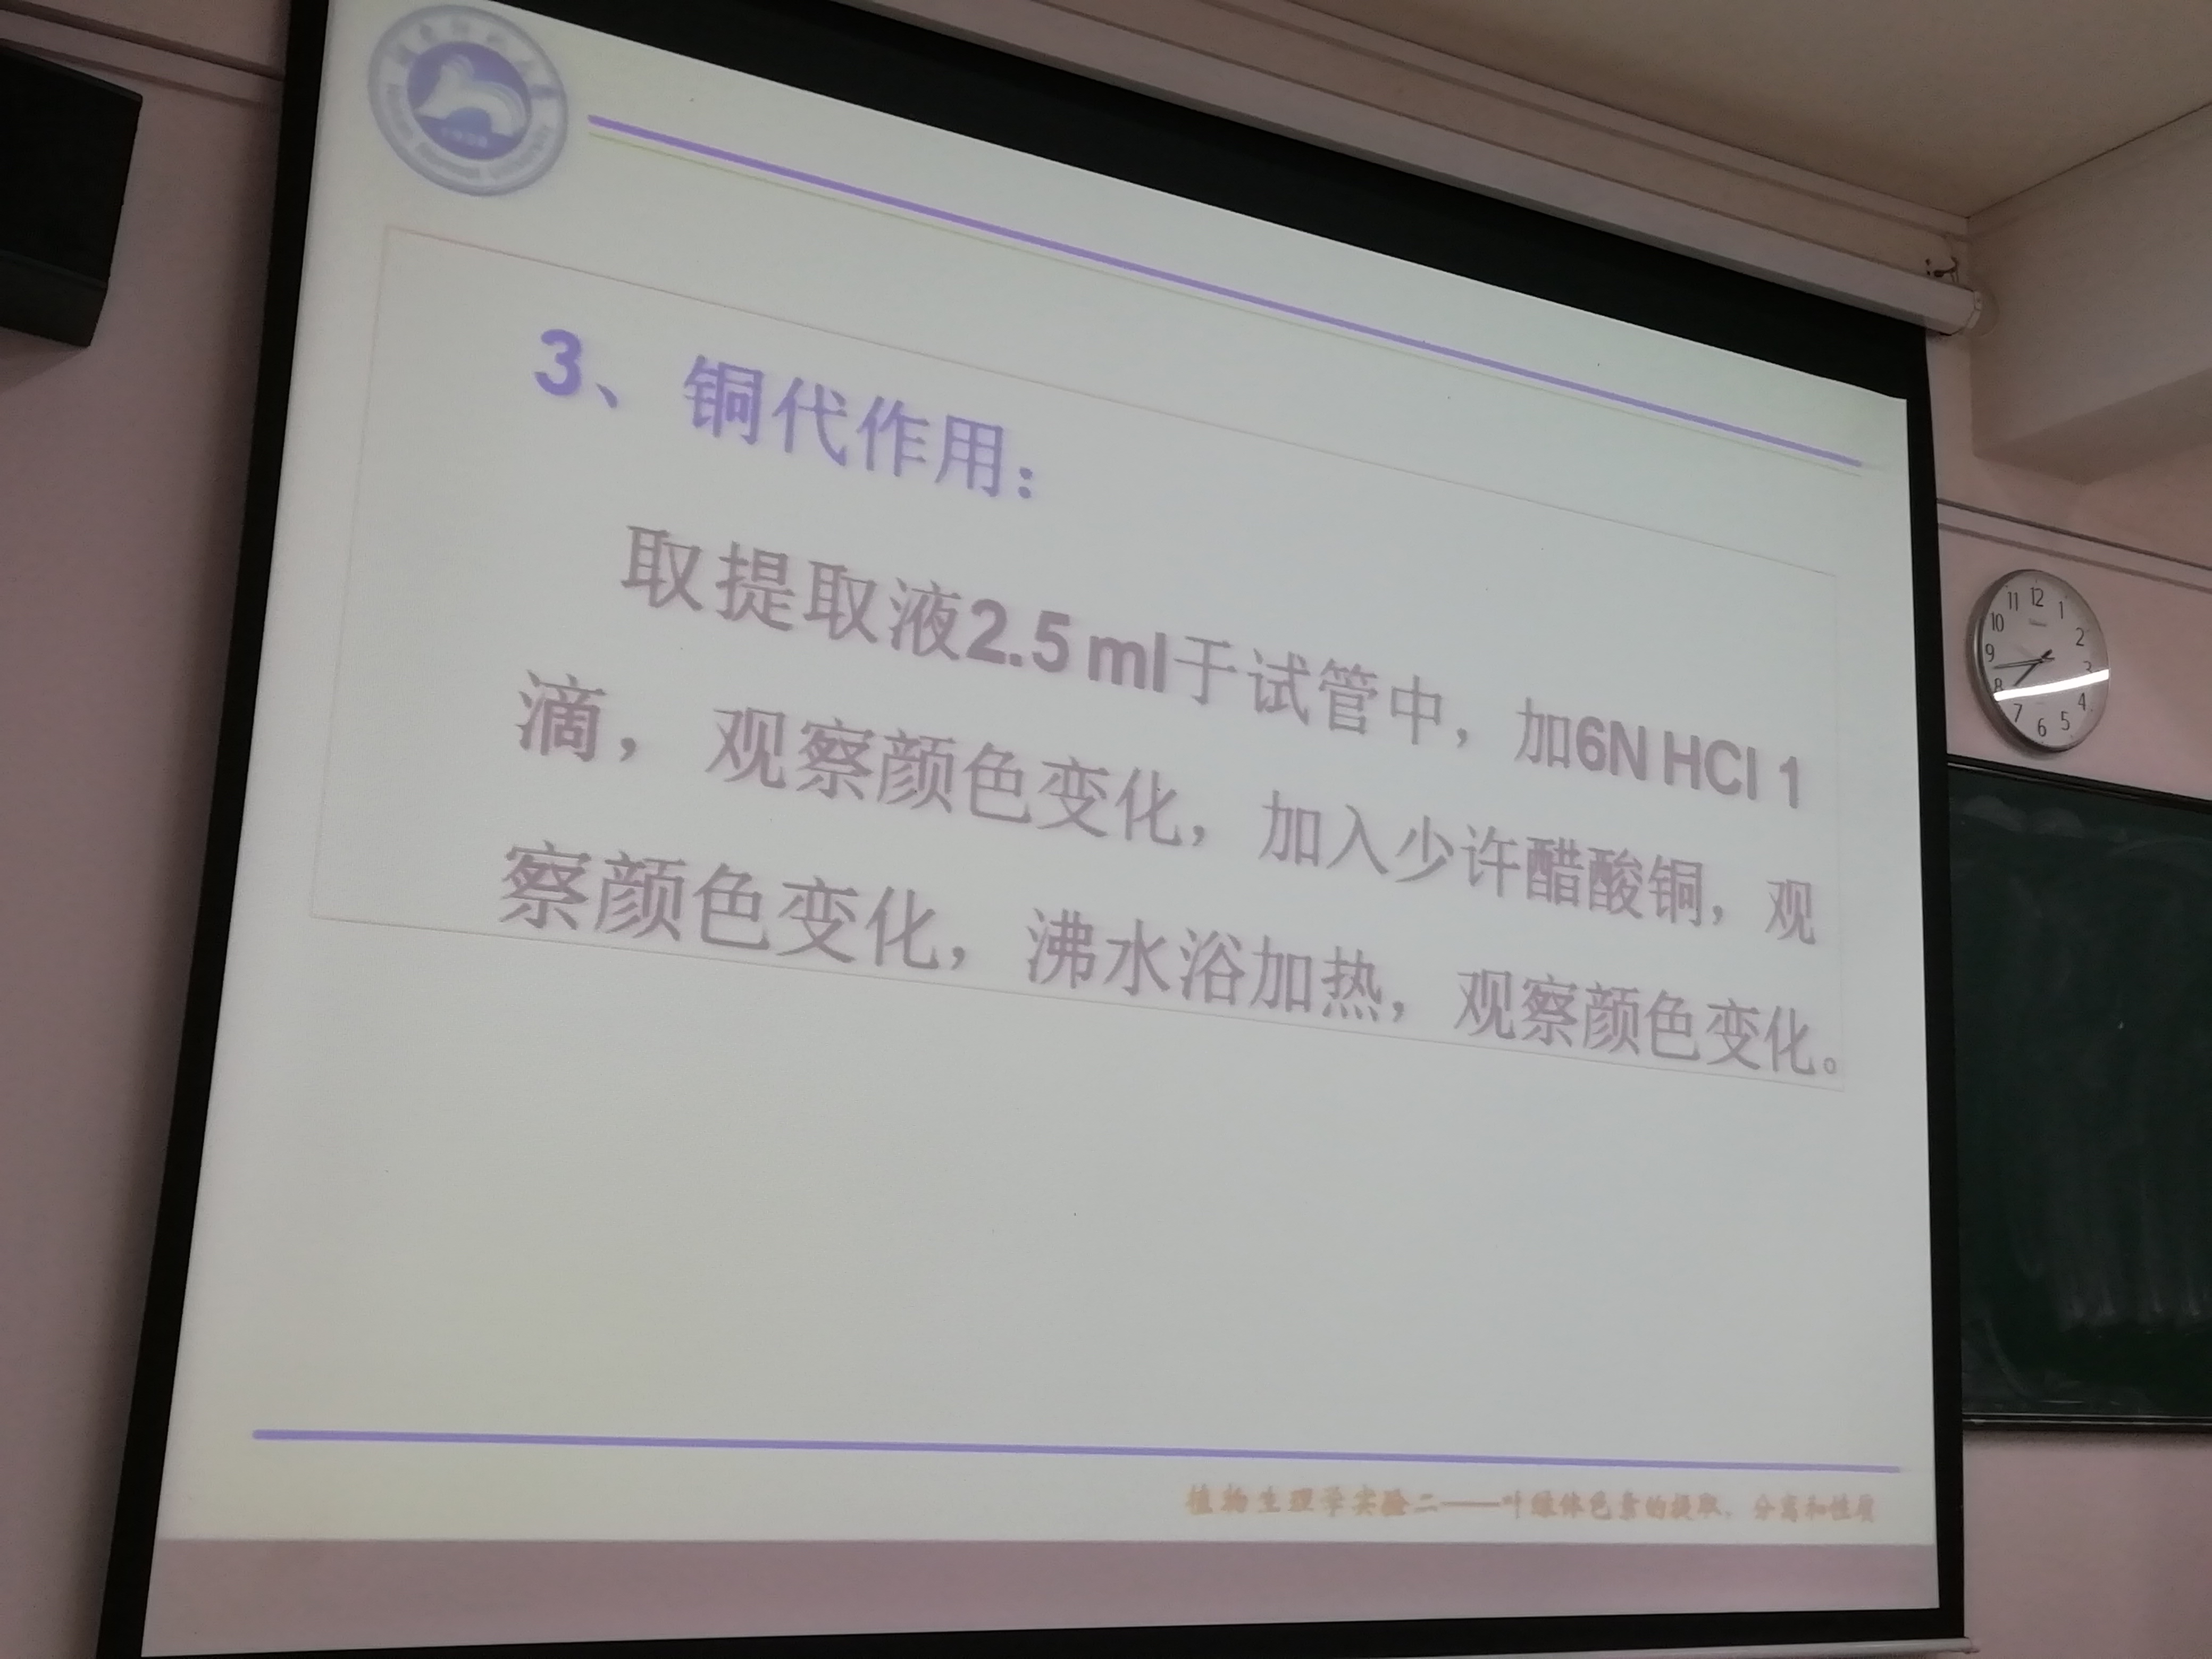 3、铜代作用：
取提取液2.5ml于试管中，加6N HCl 1
滴，观察颜色变化，加入少许醋酸铜，观
察颜色变化，沸水浴加热，观察颜色变化。
植物生理学实验二——叶绿体色素的提取、分离和性质
11 12 1
10 2
9 3
8 4
7 6 5